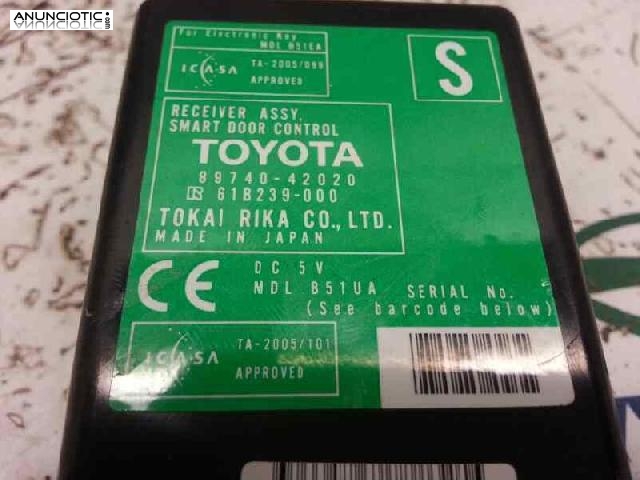 ANUNCIOTIC.com
For Electronic Key
MDL B51EA
ICASA
TA-2005/099
APPROVED
S
RECEIVER ASSY.
SMART DOOR CONTROL
TOYOTA
89740-42020
61B239-000
TOKAI RIKA CO., LTD.
MADE IN JAPAN
CE
DC 5V
MDL B51UA SERIAL No.
(See barcode below)
ICASA
TA-2005/101
APPROVED